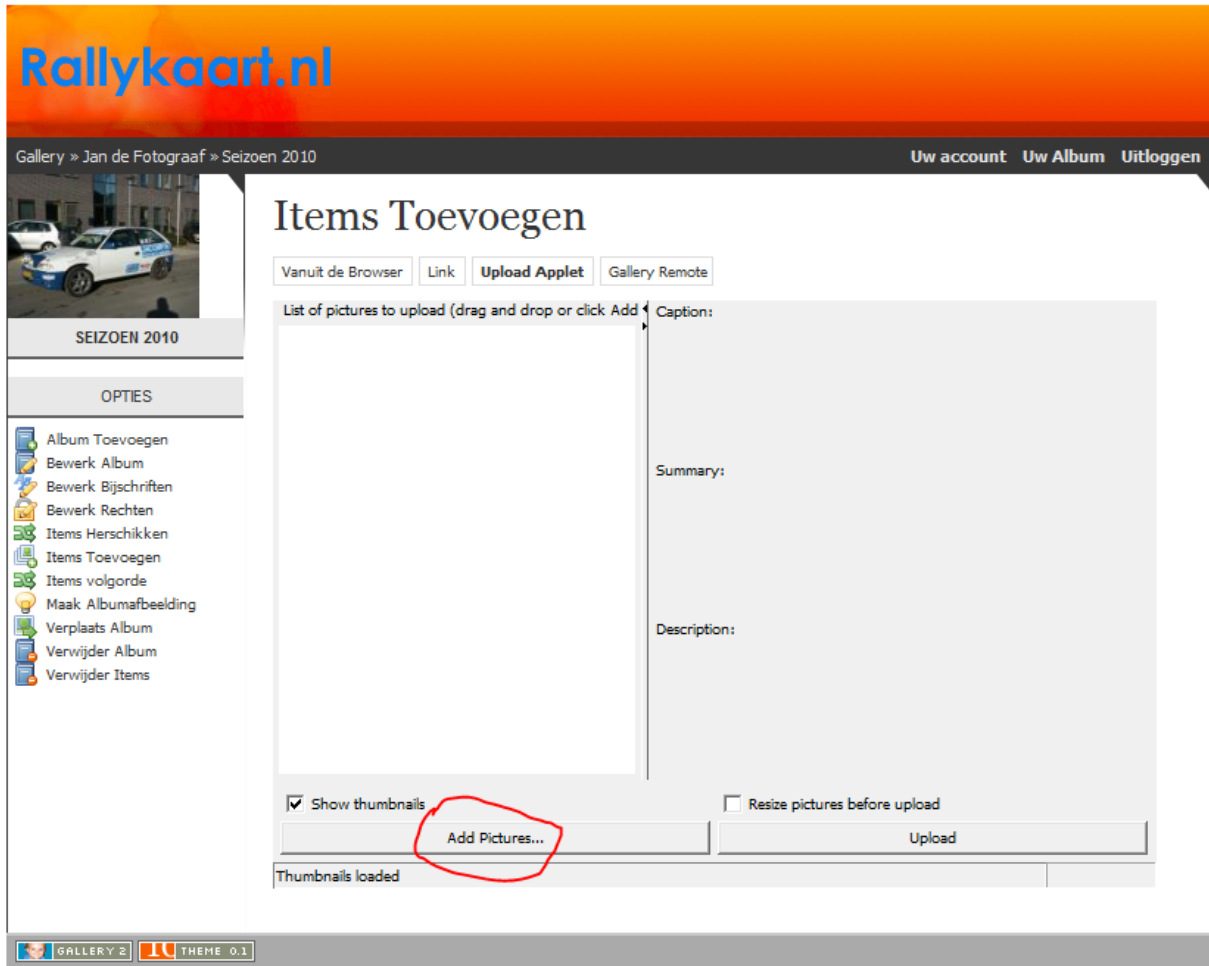 Rallykaart.nl
Gallery » Jan de Fotograaf » Seizoen 2010
Uw account Uw Album Uitloggen
SEIZOEN 2010
OPTIES
Album Toevoegen
Bewerk Album
Bewerk Bijschriften
Bewerk Rechten
Items Herschikken
Items Toevoegen
Items volgorde
Maak Albumafbeelding
Verplaats Album
Verwijder Album
Verwijder Items
Items Toevoegen
Vanuit de Browser Link Upload Applet Gallery Remote
List of pictures to upload (drag and drop or click Add
Caption:
Summary:
Description:
Show thumbnails
Resize pictures before upload
Add Pictures...
Upload
Thumbnails loaded
GALLERY 2
THEME 0.1